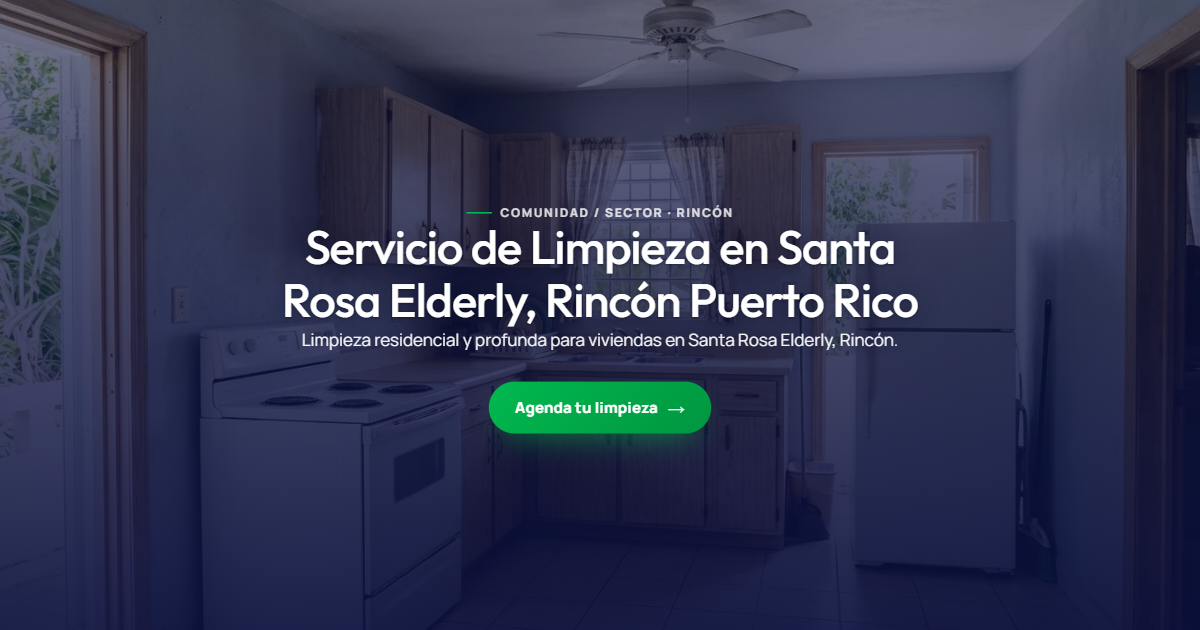 COMUNIDAD / SECTOR · RINCÓN
Servicio de Limpieza en Santa
Rosa Elderly, Rincón Puerto Rico
Limpieza residencial y profunda para viviendas en Santa Rosa Elderly, Rincón.
Agenda tu limpieza →